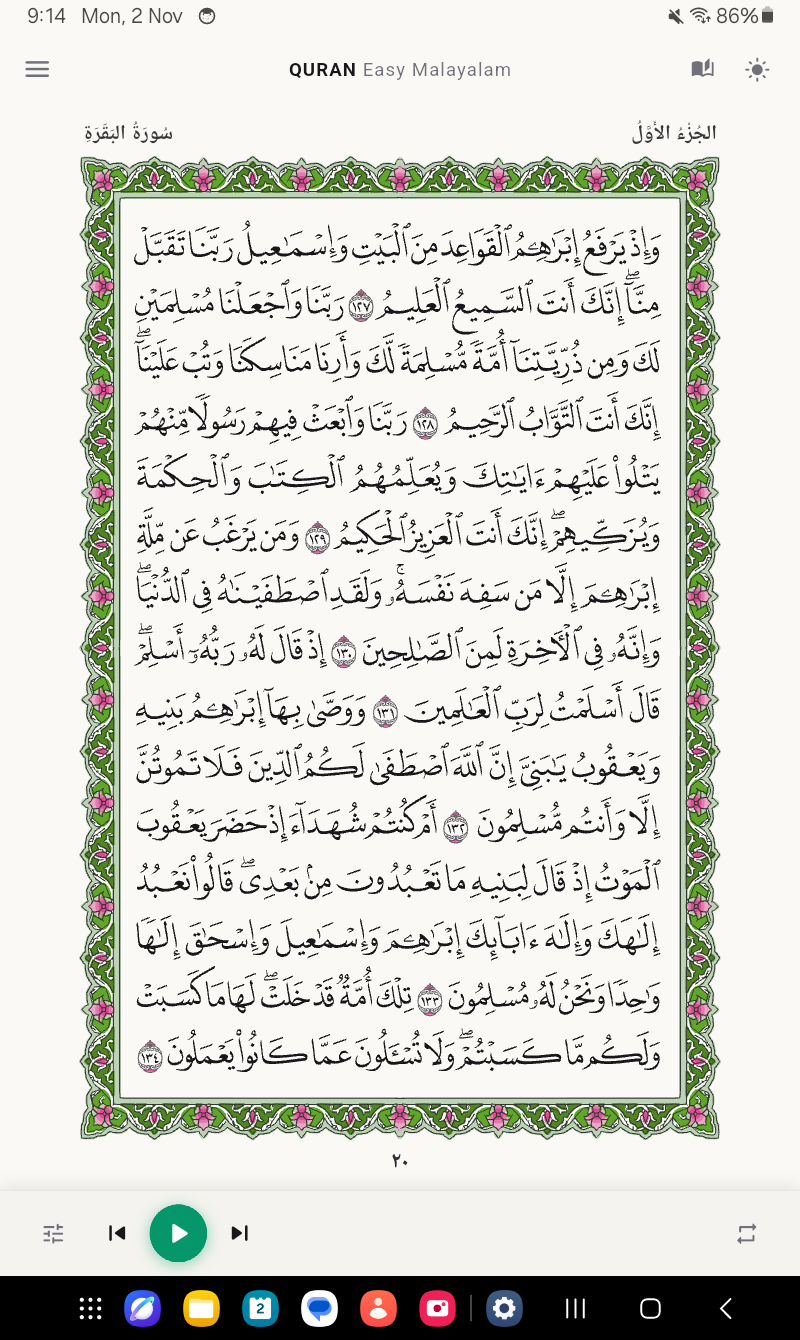 9:14 Mon, 2 Nov 86%
QURAN Easy Malayalam
الجُزْءُ الأَوَّلُ سُورَةُ البَقَرَةِ
وَإِذْ يَرْفَعُ إِبْرَٰهِـۧمُ ٱلْقَوَاعِدَ مِنَ ٱلْبَيْتِ وَإِسْمَـٰعِيلُ رَبَّنَا تَقَبَّلْ
مِنَّآ ۖ إِنَّكَ أَنتَ ٱلسَّمِيعُ ٱلْعَلِيمُ ١٢٧ رَبَّنَا وَٱجْعَلْنَا مُسْلِمَيْنِ
لَكَ وَمِن ذُرِّيَّتِنَآ أُمَّةً مُّسْلِمَةً لَّكَ وَأَرِنَا مَنَاسِكَنَا وَتُبْ عَلَيْنَآ ۖ
إِنَّكَ أَنتَ ٱلتَّوَّابُ ٱلرَّحِيمُ ١٢٨ رَبَّنَا وَٱبْعَثْ فِيهِمْ رَسُولًا مِّنْهُمْ
يَتْلُوا۟ عَلَيْهِمْ ءَايَـٰتِكَ وَيُعَلِّمُهُمُ ٱلْكِتَـٰبَ وَٱلْحِكْمَةَ
وَيُزَكِّيهِمْ ۚ إِنَّكَ أَنتَ ٱلْعَزِيزُ ٱلْحَكِيمُ ١٢٩ وَمَن يَرْغَبُ عَن مِّلَّةِ
إِبْرَٰهِـۧمَ إِلَّا مَن سَفِهَ نَفْسَهُۥ ۚ وَلَقَدِ ٱصْطَفَيْنَـٰهُ فِى ٱلدُّنْيَا ۖ
وَإِنَّهُۥ فِى ٱلْـَٔاخِرَةِ لَمِنَ ٱلصَّـٰلِحِينَ ١٣٠ إِذْ قَالَ لَهُۥ رَبُّهُۥٓ أَسْلِمْ ۖ
قَالَ أَسْلَمْتُ لِرَبِّ ٱلْعَـٰلَمِينَ ١٣١ وَوَصَّىٰ بِهَآ إِبْرَٰهِـۧمُ بَنِيهِ
وَيَعْقُوبُ يَـٰبَنِىَّ إِنَّ ٱللَّهَ ٱصْطَفَىٰ لَكُمُ ٱلدِّينَ فَلَا تَمُوتُنَّ
إِلَّا وَأَنتُم مُّسْلِمُونَ ١٣٢ أَمْ كُنتُمْ شُهَدَآءَ إِذْ حَضَرَ يَعْقُوبَ
ٱلْمَوْتُ إِذْ قَالَ لِبَنِيهِ مَا تَعْبُدُونَ مِنۢ بَعْدِى ۖ قَالُوا۟ نَعْبُدُ
إِلَـٰهَكَ وَإِلَـٰهَ ءَابَآئِكَ إِبْرَٰهِـۧمَ وَإِسْمَـٰعِيلَ وَإِسْحَـٰقَ إِلَـٰهًا
وَٰحِدًا وَنَحْنُ لَهُۥ مُسْلِمُونَ ١٣٣ تِلْكَ أُمَّةٌ قَدْ خَلَتْ ۖ لَهَا مَا كَسَبَتْ
وَلَكُم مَّا كَسَبْتُمْ ۖ وَلَا تُسْـَٔلُونَ عَمَّا كَانُوا۟ يَعْمَلُونَ ١٣٤
٢٠
2